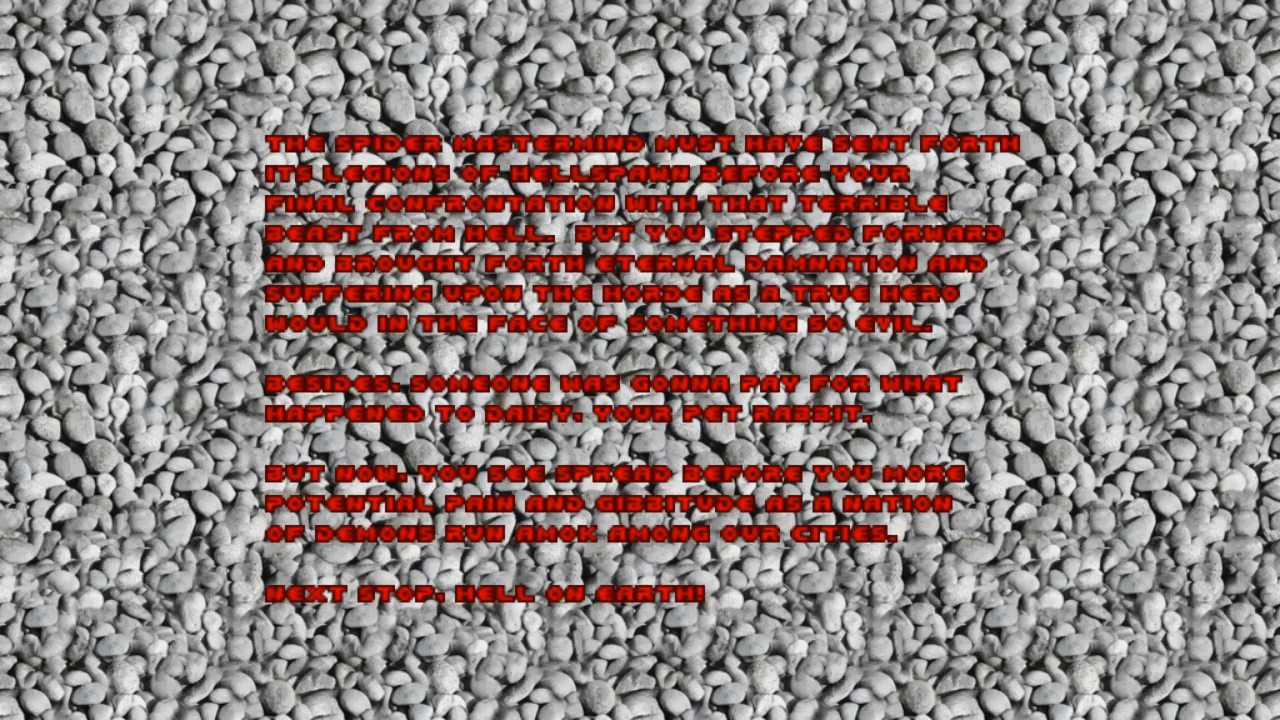 THE SPIDER MASTERMIND MUST HAVE SENT FORTH
ITS LEGIONS OF HELLSPAWN BEFORE YOUR
FINAL CONFRONTATION WITH THAT TERRIBLE
BEAST FROM HELL.  BUT YOU STEPPED FORWARD
AND BROUGHT FORTH ETERNAL DAMNATION AND
SUFFERING UPON THE HORDE AS A TRUE HERO
WOULD IN THE FACE OF SOMETHING SO EVIL.

BESIDES, SOMEONE WAS GONNA PAY FOR WHAT
HAPPENED TO DAISY, YOUR PET RABBIT.

BUT NOW, YOU SEE SPREAD BEFORE YOU MORE
POTENTIAL PAIN AND GIBBITUDE AS A NATION
OF DEMONS RUN AMOK AMONG OUR CITIES.

NEXT STOP, HELL ON EARTH!